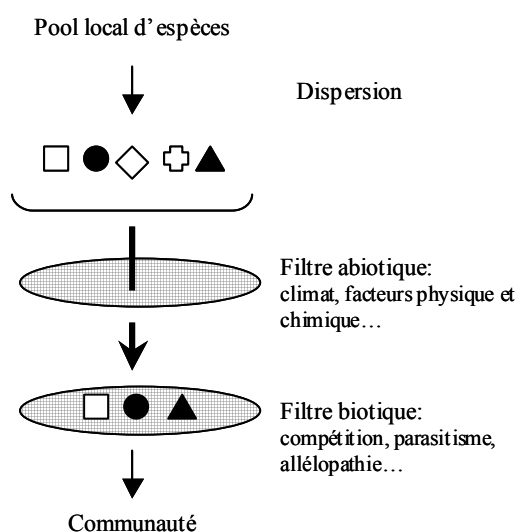 Pool local d'espèces
Dispersion
Filtre abiotique:
climat, facteurs physique et
chimique…
Filtre biotique:
compétition, parasitisme,
allélopathie…
Communauté